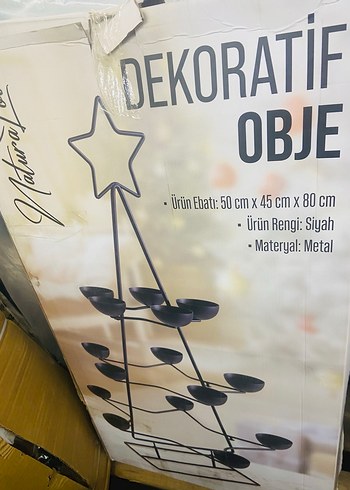 DEKORATİF
OBJE
• Ürün Ebatı: 50 cm x 45 cm x 80 cm
• Ürün Rengi: Siyah
• Materyal: Metal